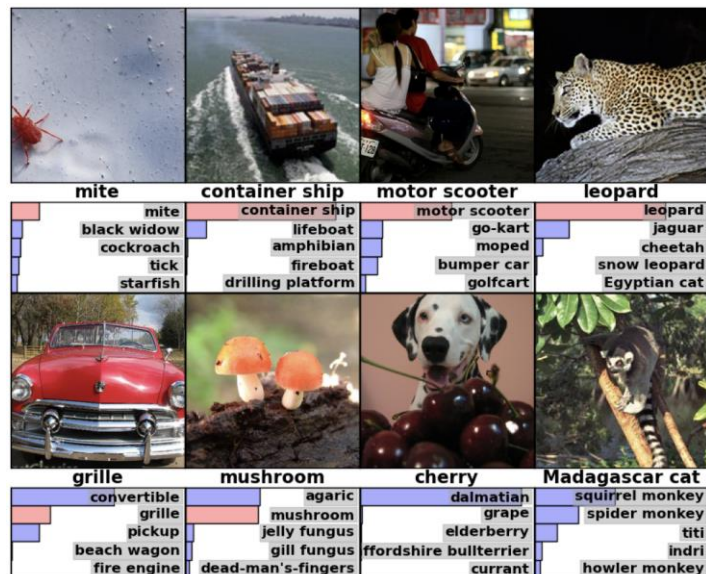 mite
container ship
motor scooter
leopard
mite
black widow
cockroach
tick
starfish
container ship
lifeboat
amphibian
fireboat
drilling platform
motor scooter
go-kart
moped
bumper car
golfcart
leopard
jaguar
cheetah
snow leopard
Egyptian cat
grille
mushroom
cherry
Madagascar cat
convertible
grille
pickup
beach wagon
fire engine
agaric
mushroom
jelly fungus
gill fungus
dead-man's-fingers
dalmatian
grape
elderberry
ffordshire bullterrier
currant
squirrel monkey
spider monkey
titi
indri
howler monkey